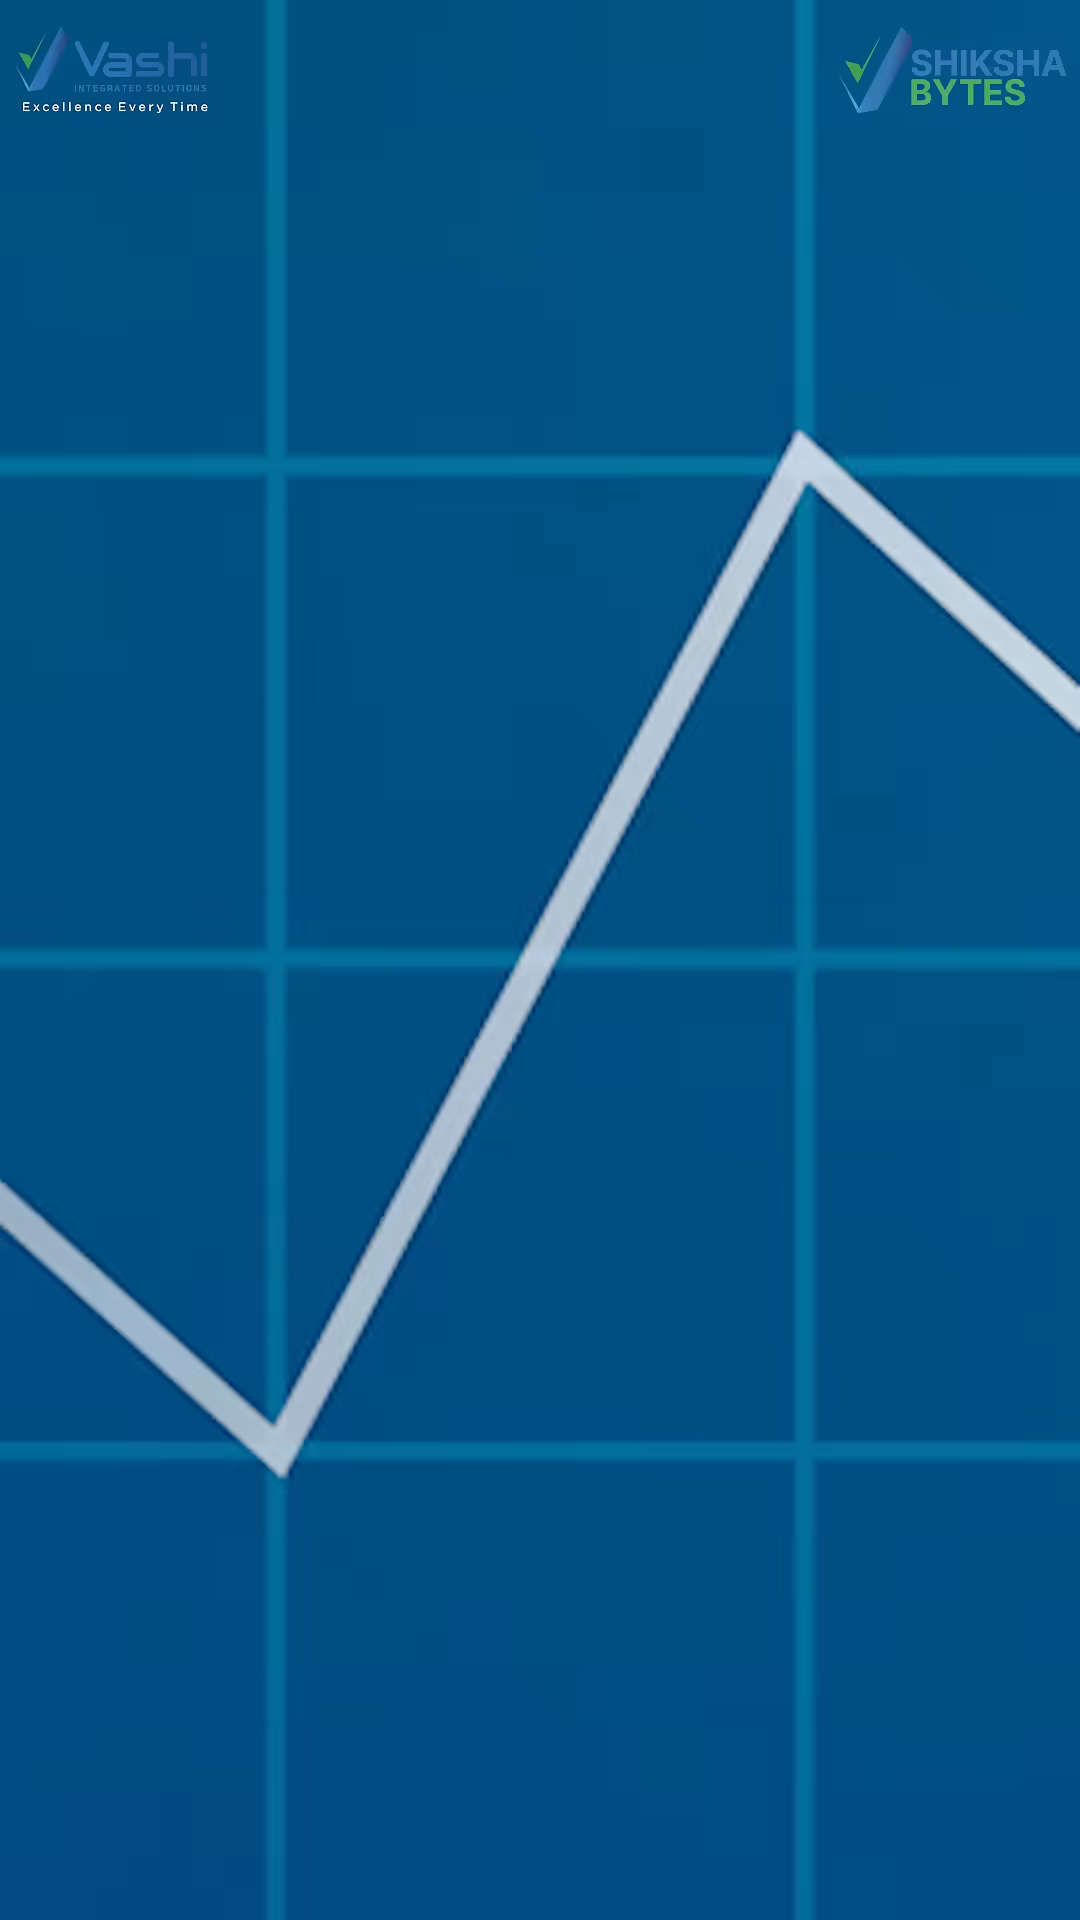 Vashi
INTEGRATED SOLUTIONS
Excellence Every Time
SHIKSHA
BYTES